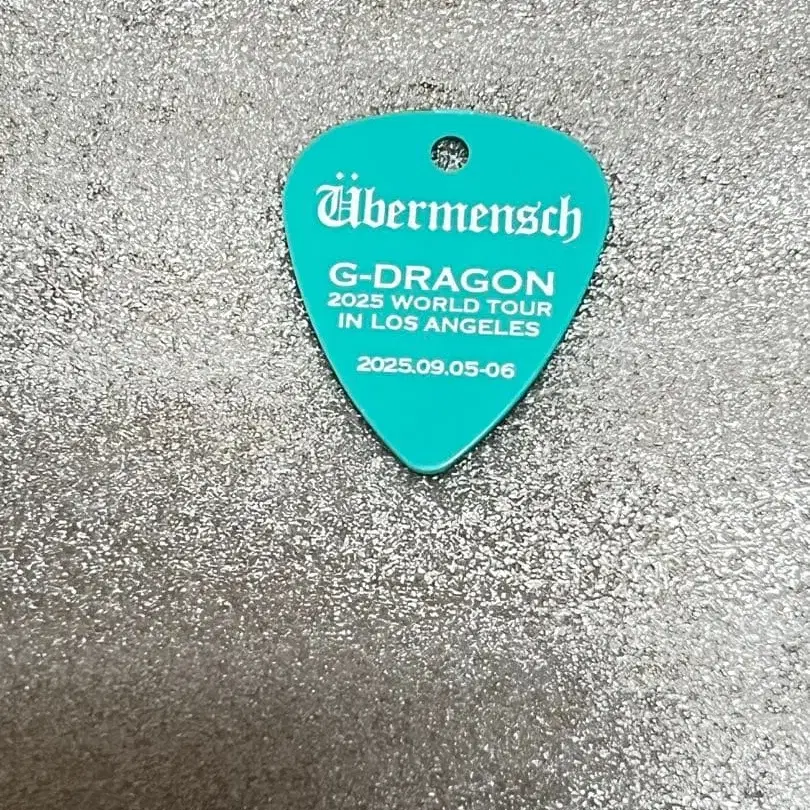 Übermensch
G-DRAGON
2025 WORLD TOUR
IN LOS ANGELES
2025.09.05-06